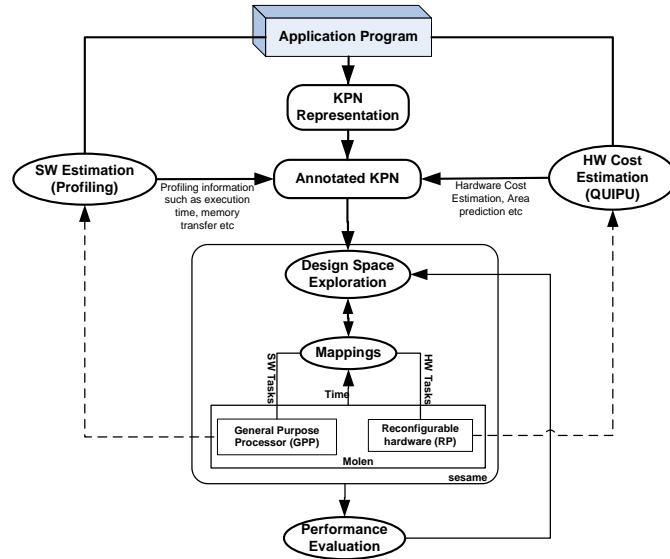 Application Program
KPN
Representation
SW Estimation
(Profiling)
Profiling information
such as execution
time, memory
transfer etc
Annotated KPN
Hardware Cost
Estimation, Area
prediction etc
HW Cost
Estimation
(QUIPU)
Design Space
Exploration
Mappings
SW Tasks
Time
HW Tasks
General Purpose
Processor (GPP)
Reconfigurable
hardware (RP)
Molen
sesame
Performance
Evaluation